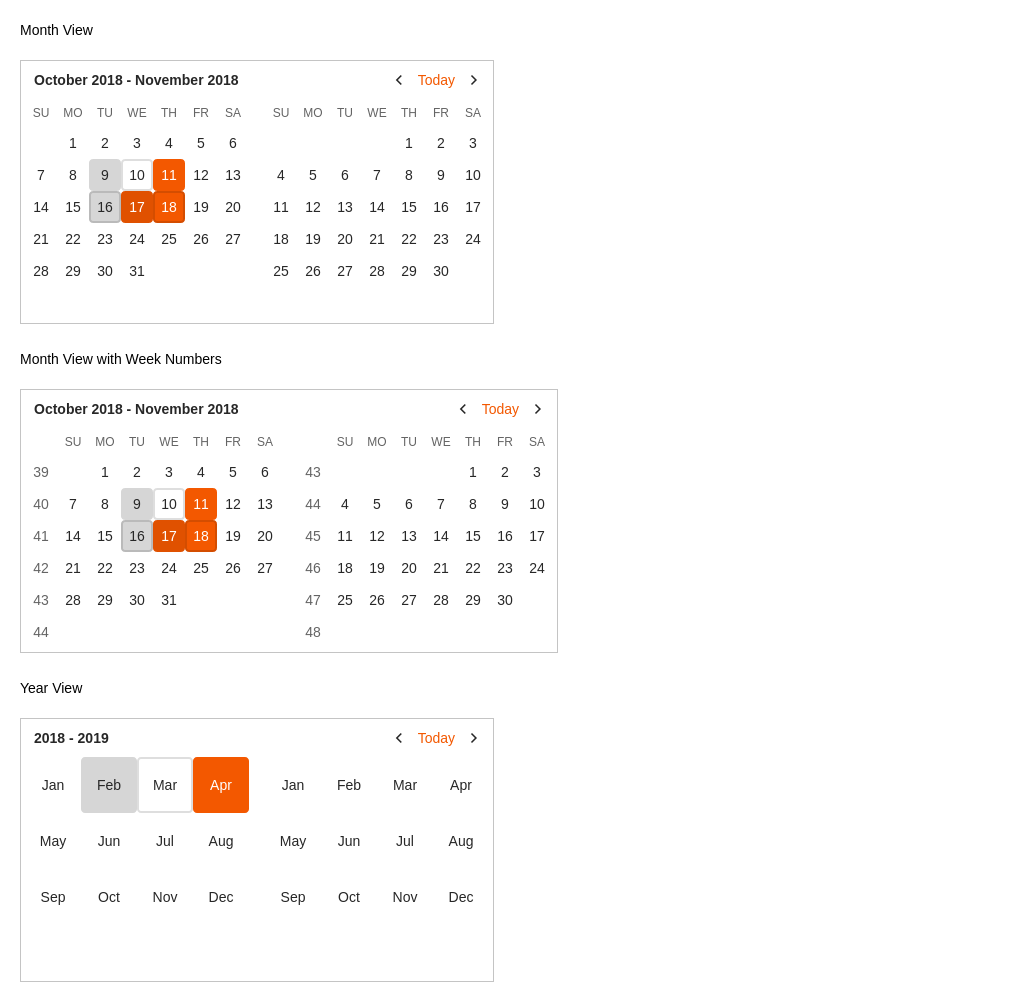 Month View
October 2018 - November 2018 Today
SU MO TU WE TH FR SA SU MO TU WE TH FR SA
1 2 3 4 5 6 1 2 3
7 8 9 10 11 12 13 4 5 6 7 8 9 10
14 15 16 17 18 19 20 11 12 13 14 15 16 17
21 22 23 24 25 26 27 18 19 20 21 22 23 24
28 29 30 31 25 26 27 28 29 30
Month View with Week Numbers
October 2018 - November 2018 Today
SU MO TU WE TH FR SA SU MO TU WE TH FR SA
39 1 2 3 4 5 6 43 1 2 3
40 7 8 9 10 11 12 13 44 4 5 6 7 8 9 10
41 14 15 16 17 18 19 20 45 11 12 13 14 15 16 17
42 21 22 23 24 25 26 27 46 18 19 20 21 22 23 24
43 28 29 30 31 47 25 26 27 28 29 30
44 48
Year View
2018 - 2019 Today
Jan Feb Mar Apr Jan Feb Mar Apr
May Jun Jul Aug May Jun Jul Aug
Sep Oct Nov Dec Sep Oct Nov Dec